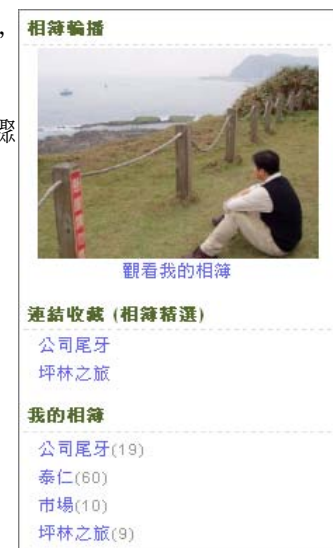 ,
聚
相簿輪播
觀看我的相簿
連結收藏 (相簿精選)
公司尾牙
坪林之旅
我的相簿
公司尾牙(19)
泰仁(60)
市場(10)
坪林之旅(9)